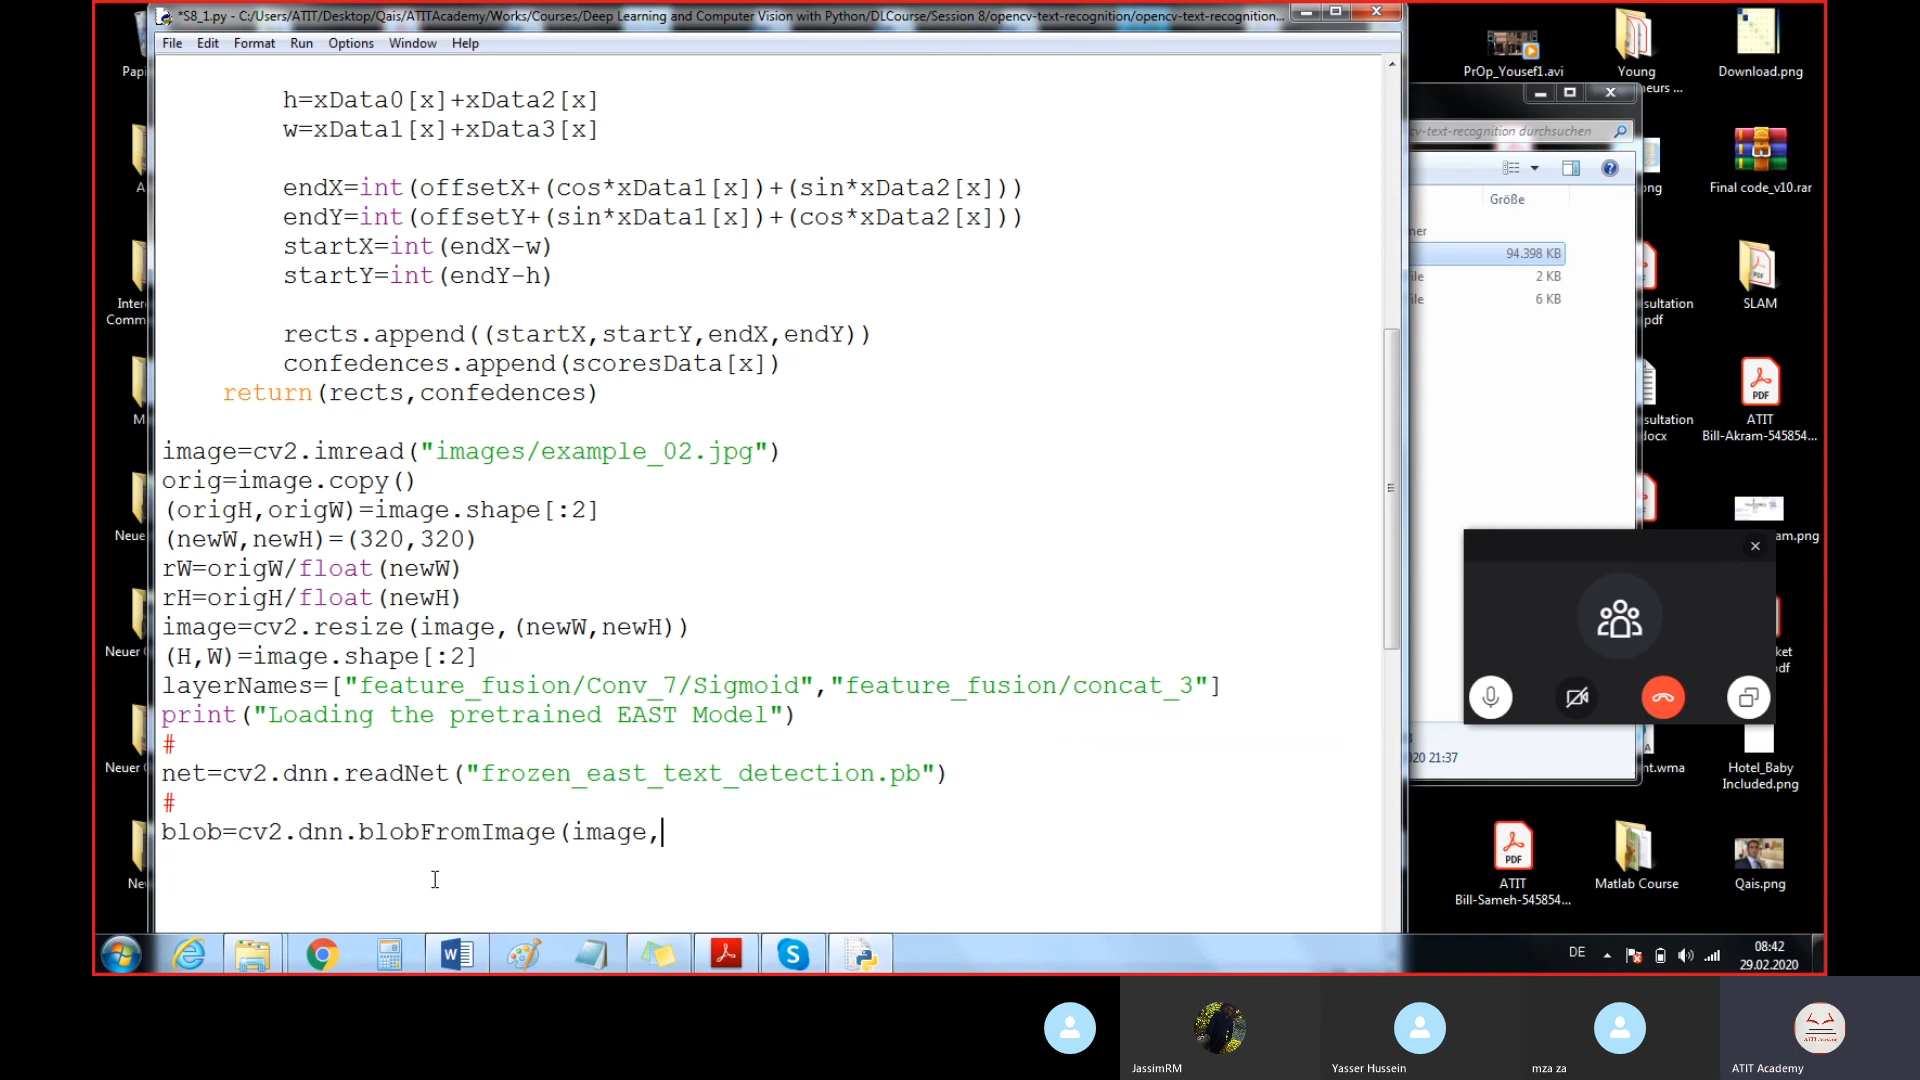 *S8_1.py - C:/Users/ATIT/Desktop/Qais/ATITAcademy/Works/Courses/Deep Learning and Computer Vision with Python/DLCourse/Session 8/opencv-text-recognition/opencv-text-recognition...
File Edit Format Run Options Window Help
h=xData0[x]+xData2[x]
w=xData1[x]+xData3[x]
endX=int(offsetX+(cos*xData1[x])+(sin*xData2[x]))
endY=int(offsetY+(sin*xData1[x])+(cos*xData2[x]))
startX=int(endX-w)
startY=int(endY-h)
rects.append((startX,startY,endX,endY))
confedences.append(scoresData[x])
return(rects,confedences)
image=cv2.imread("images/example_02.jpg")
orig=image.copy()
(origH,origW)=image.shape[:2]
(newW,newH)=(320,320)
rW=origW/float(newW)
rH=origH/float(newH)
image=cv2.resize(image,(newW,newH))
(H,W)=image.shape[:2]
layerNames=["feature_fusion/Conv_7/Sigmoid","feature_fusion/concat_3"]
print("Loading the pretrained EAST Model")
#
net=cv2.dnn.readNet("frozen_east_text_detection.pb")
#
blob=cv2.dnn.blobFromImage(image,
PrOp_Yousef1.avi
Young
Download.png
cv-text-recognition durchsuchen
Final code_v10.rar
Größe
94.398 KB
2 KB
6 KB
SLAM
ATIT
Bill-Akram-545854...
PDF
Hotel_Baby
Included.png
ATIT
Bill-Sameh-545854...
PDF
Matlab Course
Qais.png
DE
08:42
29.02.2020
JassimRM
Yasser Hussein
mza za
ATIT Academy